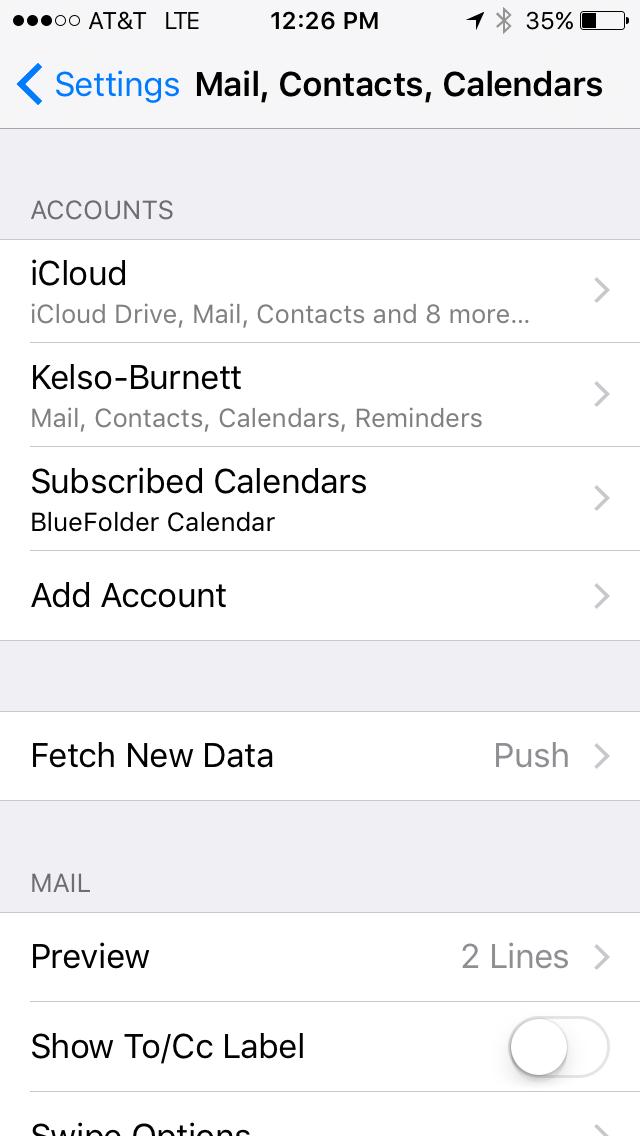 AT&T LTE 12:26 PM 35%
Settings Mail, Contacts, Calendars
ACCOUNTS
iCloud
iCloud Drive, Mail, Contacts and 8 more...
Kelso-Burnett
Mail, Contacts, Calendars, Reminders
Subscribed Calendars
BlueFolder Calendar
Add Account
Fetch New Data Push
MAIL
Preview 2 Lines
Show To/Cc Label
Swipe Options